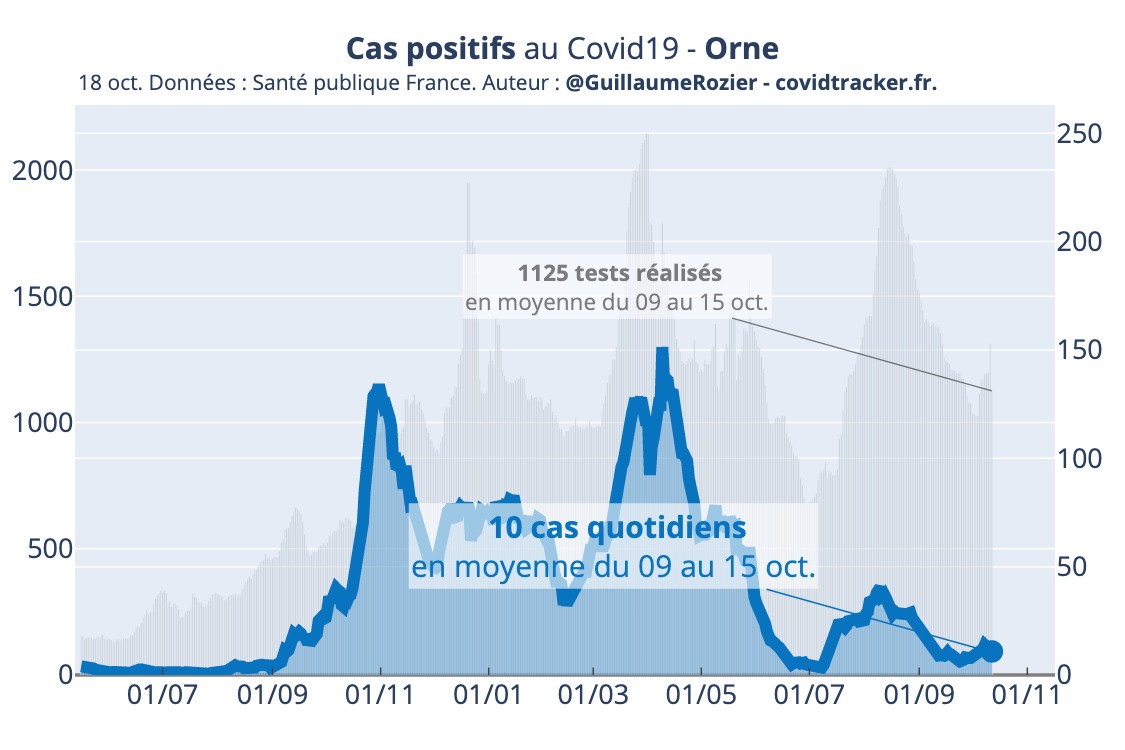 Cas positifs au Covid19 - Orne
18 oct. Données : Santé publique France. Auteur : @GuillaumeRozier - covidtracker.fr.
250
2000
200
1125 tests réalisés
en moyenne du 09 au 15 oct.
1500
150
1000
100
10 cas quotidiens
500
en moyenne du 09 au 15 oct.
50
0
0
01/07 01/09 01/11 01/01 01/03 01/05 01/07 01/09 01/11